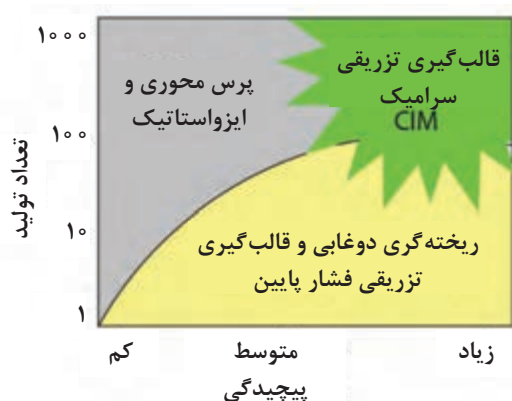 ۱۰۰۰
۱۰۰
۱۰
۱
تعداد تولید
پرس محوری و
ایزواستاتیک
قالب‌گیری تزریقی
سرامیک
CIM
ریخته‌گری دوغابی و قالب‌گیری
تزریقی فشار پایین
کم
متوسط
زیاد
پیچیدگی